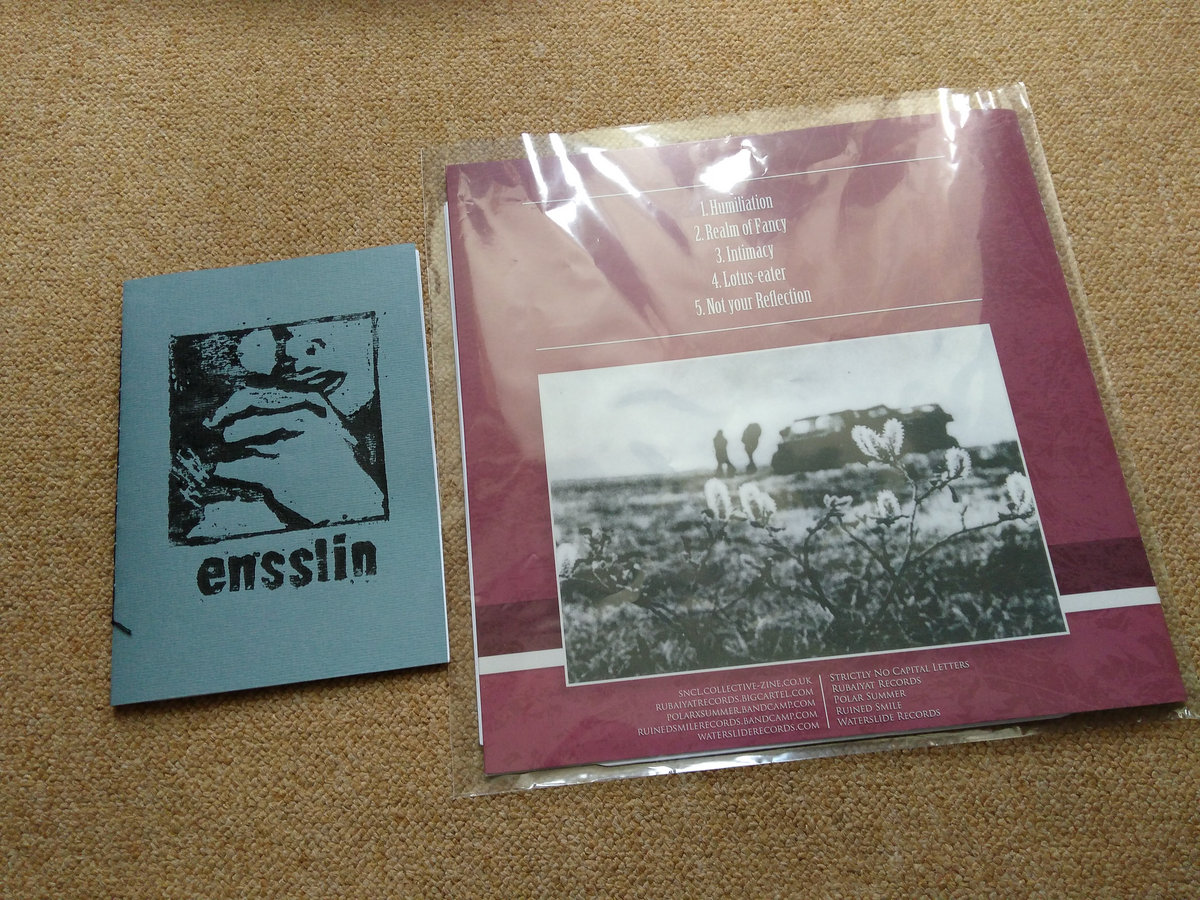 ensslin
1. Humiliation
2. Realm of Fancy
3. Intimacy
4. Lotus-eater
5. Not your Reflection
sncl.collective-zine.co.uk
rubaiyatrecords.bigcartel.com
polarxsummer.bandcamp.com
ruinedsmilerecords.bandcamp.com
watersliderecords.com
Strictly No Capital Letters
Rubaiyat Records
Polar Summer
Ruined Smile
Waterslide Records